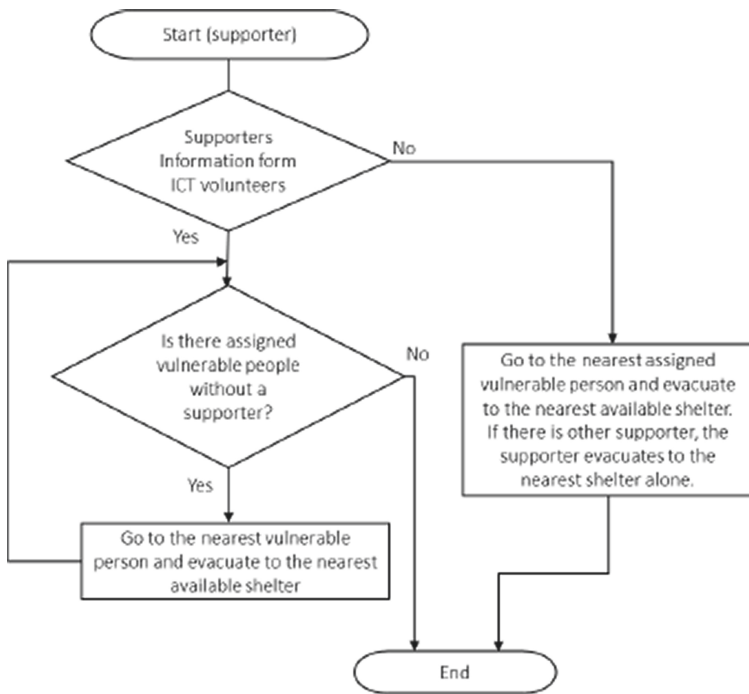 Start (supporter)
Supporters
Information form
ICT volunteers
No
Yes
Is there assigned
vulnerable people
without a
supporter?
No
Yes
Go to the nearest vulnerable
person and evacuate to the nearest
available shelter
Go to the nearest assigned
vulnerable person and evacuate
to the nearest available shelter.
If there is other supporter, the
supporter evacuates to the
nearest shelter alone.
End